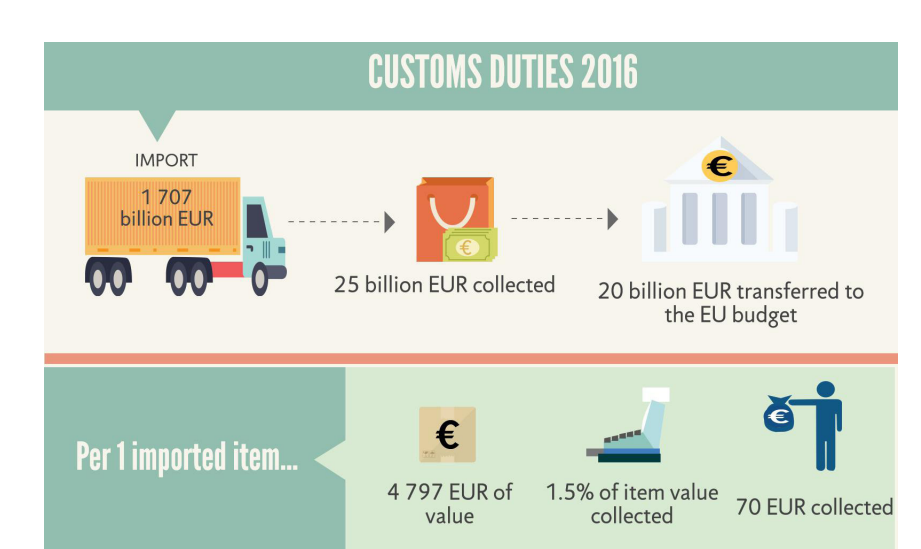 CUSTOMS DUTIES 2016
IMPORT
1 707
billion EUR
€
€
25 billion EUR collected
20 billion EUR transferred to
the EU budget
Per 1 imported item...
€
€
4 797 EUR of
value
1.5% of item value
collected
70 EUR collected